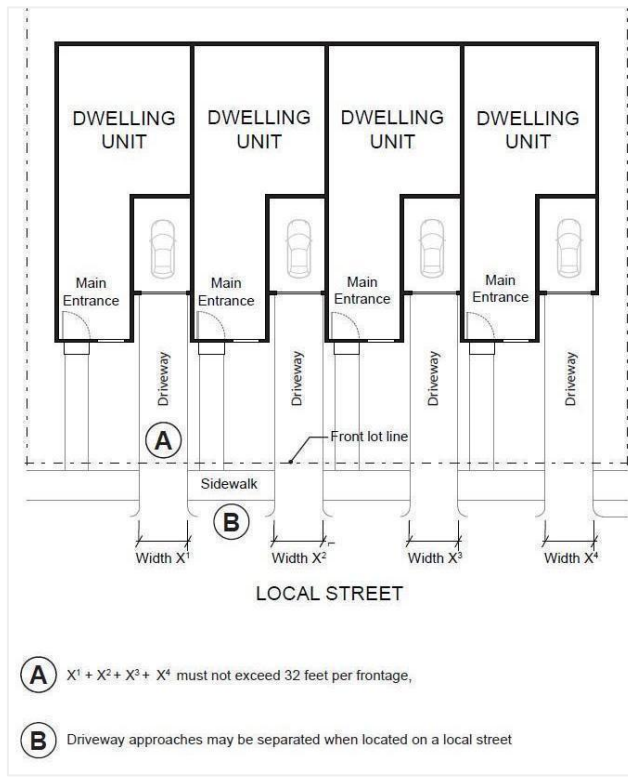 DWELLING
UNIT
DWELLING
UNIT
DWELLING
UNIT
DWELLING
UNIT
Main
Entrance
Main
Entrance
Main
Entrance
Main
Entrance
Driveway
Driveway
Driveway
Driveway
A
Front lot line
Sidewalk
B
Width X¹
Width X²
Width X³
Width X⁴
LOCAL STREET
A X¹ + X² + X³ + X⁴ must not exceed 32 feet per frontage,
B Driveway approaches may be separated when located on a local street